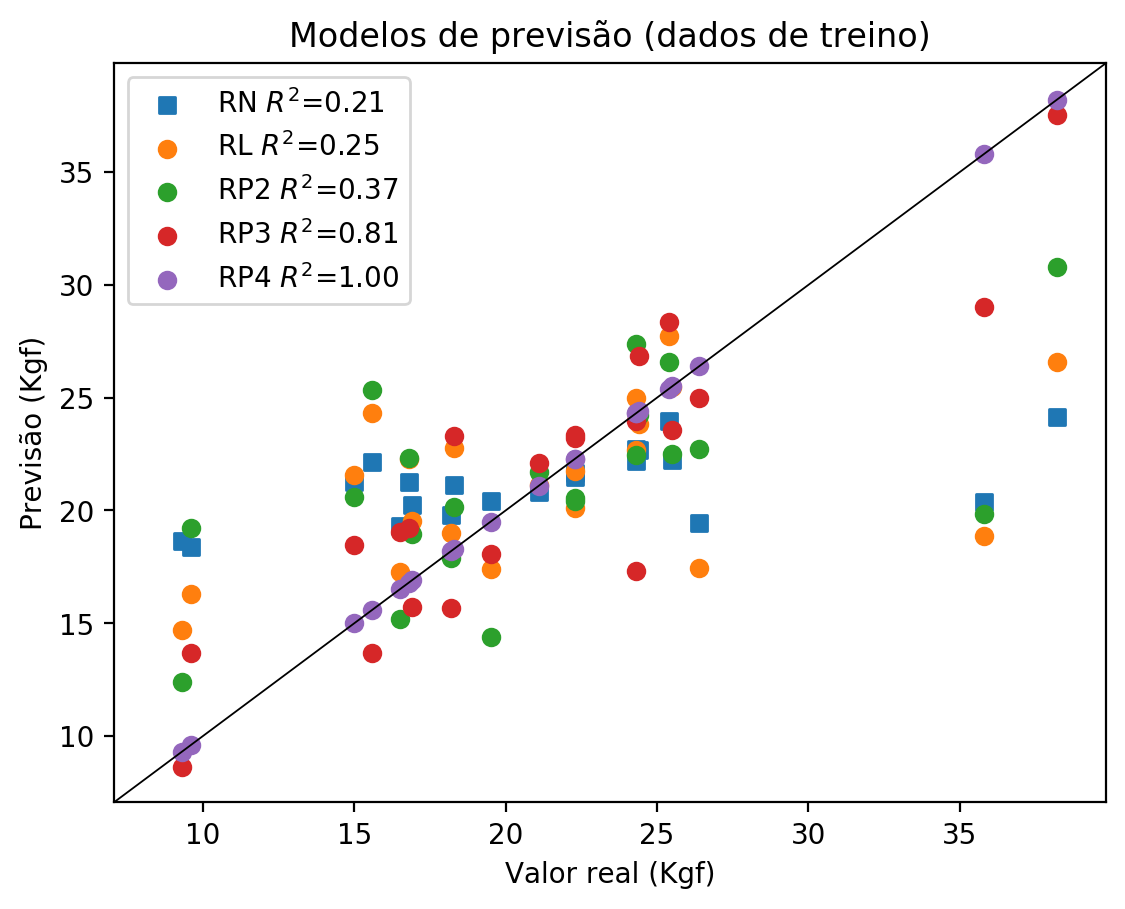 Modelos de previsão (dados de treino)
RN R²=0.21
RL R²=0.25
RP2 R²=0.37
RP3 R²=0.81
RP4 R²=1.00
Previsão (Kgf)
35
30
25
20
15
10
10 15 20 25 30 35
Valor real (Kgf)